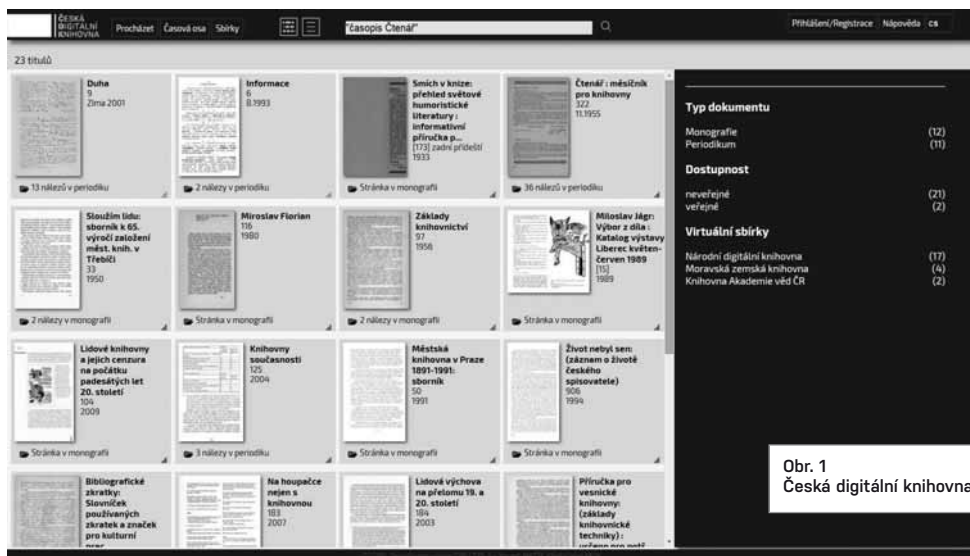 ČESKÁ
DIGITÁLNÍ
KNIHOVNA
Procházet Časová osa Sbírky
"časopis Čtenář"
Přihlášení/Registrace Nápověda cs
23 titulů
Duha
9
Zima 2001
13 nálezů v periodiku
Informace
6
8.1993
2 nálezy v periodiku
Smích v knize:
přehled světové
humoristické
literatury :
informativní
příručka p...
[173] zadní přídeští
1933
Stránka v monografii
Čtenář : měsíčník
pro knihovny
322
11.1955
36 nálezů v periodiku
Sloužím lidu:
sborník k 65.
výročí založení
měst. knih. v
Třebíči
33
1950
2 nálezy v monografii
Miroslav Florian
116
1980
Stránka v monografii
Základy
knihovnictví
97
1956
2 nálezy v monografii
Miloslav Jágr:
Výbor z díla :
Katalog výstavy
Liberec květen-
červen 1989
[15]
1989
Stránka v monografii
Lidové knihovny
a jejich cenzura
na počátku
padesátých let
20. století
104
2009
Stránka v monografii
Knihovny
současnosti
125
2004
3 nálezy v periodiku
Městská
knihovna v Praze
1891-1991:
sborník
50
1991
Stránka v monografii
Život nebyl sen:
(záznam o životě
českého
spisovatele)
906
1994
Stránka v monografii
Bibliografické
zkratky:
Slovníček
používaných
zkratek a značek
pro kulturní
prac
Na houpačce
nejen s
knihovnou
183
2007
Lidová výchova
na přelomu 19. a
20. století
184
2003
Příručka pro
vesnické
knihovny:
(základy
knihovnické
techniky) :
určeno pro potř
Typ dokumentu
Monografie (12)
Periodikum (11)
Dostupnost
neveřejné (21)
veřejné (2)
Virtuální sbírky
Národní digitální knihovna (17)
Moravská zemská knihovna (4)
Knihovna Akademie věd ČR (2)
Obr. 1
Česká digitální knihovna